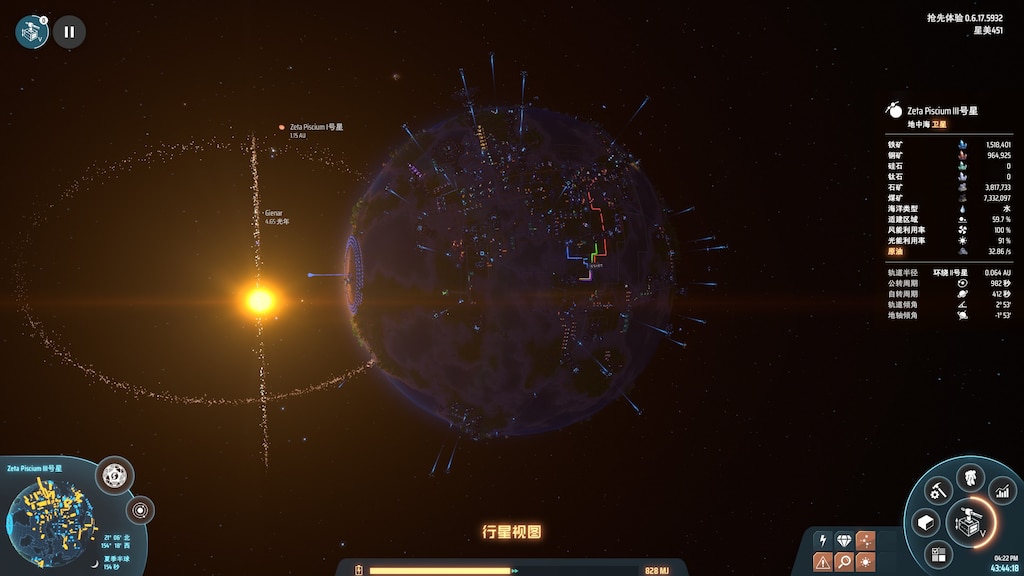 抢先体验 0.6.17.5932
星美451
Zeta Piscium I号星
1.15 AU
Gienar
4.65 光年
Zeta Piscium III号星
地中海 卫星
铁矿 1,518,401
铜矿 964,925
硅石 0
钛石 0
石矿 3,817,733
煤矿 7,332,097
海洋类型 水
适建区域 59.7 %
风能利用率 100 %
光能利用率 91 %
原油 32.86 /s
轨道半径 环绕 II号星 0.064 AU
公转周期 982 秒
自转周期 412 秒
轨道倾角 2° 53'
地轴倾角 -1° 53'
Zeta Piscium III号星
21° 06' 北
154° 18' 西
夏季半球
154 秒
行星视图
828 MJ
V
04:22 PM
43:44:18